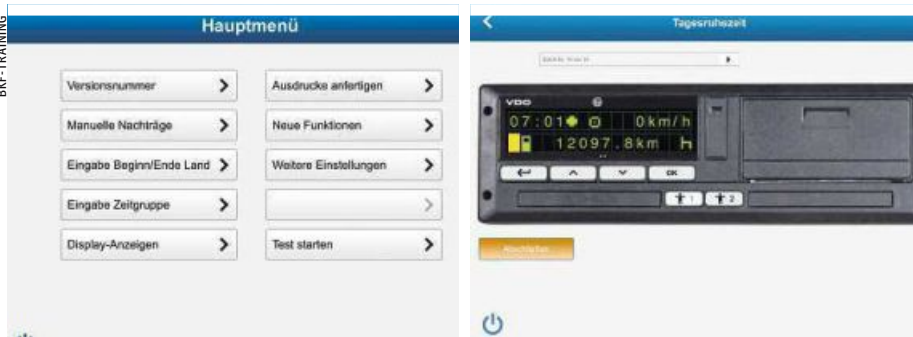 BKF-TRAINING
Hauptmenü
Versionsnummer
Ausdrucke anfertigen
Manuelle Nachträge
Neue Funktionen
Eingabe Beginn/Ende Land
Weitere Einstellungen
Eingabe Zeitgruppe
Display-Anzeigen
Test starten
Tagesruhezeit
VDO
07:01 0km/h
12097.8km h
OK
1 2